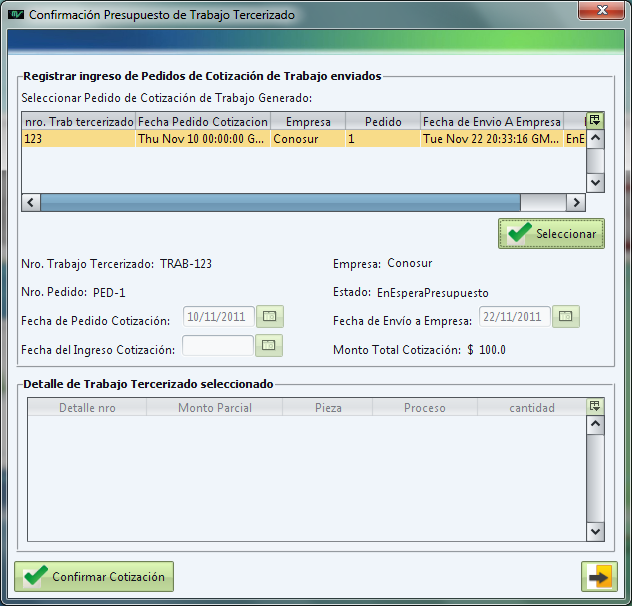 Confirmación Presupuesto de Trabajo Tercerizado
Registrar ingreso de Pedidos de Cotización de Trabajo enviados
Seleccionar Pedido de Cotización de Trabajo Generado:
nro. Trab tercerizado Fecha Pedido Cotizacion Empresa Pedido Fecha de Envio A Empresa
123 Thu Nov 10 00:00:00 G... Conosur 1 Tue Nov 22 20:33:16 GM... EnE
Seleccionar
Nro. Trabajo Tercerizado: TRAB-123 Empresa: Conosur
Nro. Pedido: PED-1 Estado: EnEsperaPresupuesto
Fecha de Pedido Cotización: 10/11/2011 Fecha de Envío a Empresa: 22/11/2011
Fecha del Ingreso Cotización: Monto Total Cotización: $ 100.0
Detalle de Trabajo Tercerizado seleccionado
Detalle nro Monto Parcial Pieza Proceso cantidad
Confirmar Cotización